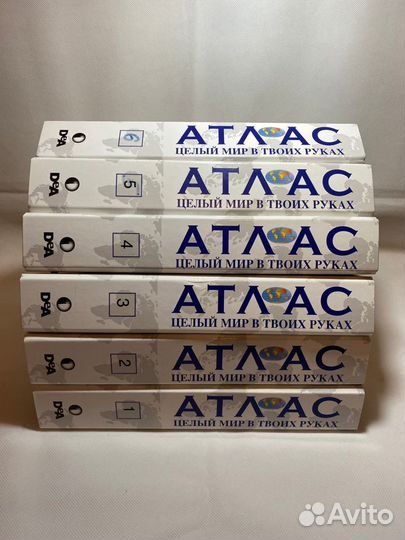 6
АТЛАС
ЦЕЛЫЙ МИР В ТВОИХ РУКАХ
5
АТЛАС
ЦЕЛЫЙ МИР В ТВОИХ РУКАХ
4
АТЛАС
ЦЕЛЫЙ МИР В ТВОИХ РУКАХ
3
АТЛАС
ЦЕЛЫЙ МИР В ТВОИХ РУКАХ
2
АТЛАС
ЦЕЛЫЙ МИР В ТВОИХ РУКАХ
1
АТЛАС
ЦЕЛЫЙ МИР В ТВОИХ РУКАХ
Avito